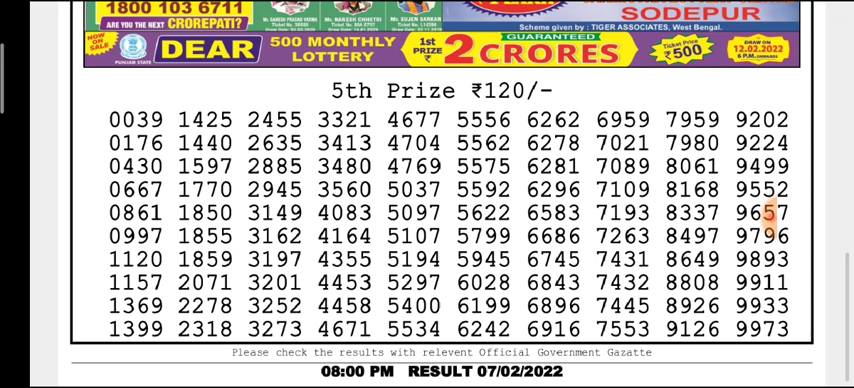 1800 103 6711
ARE YOU THE NEXT CROREPATI?
SODEPUR
Scheme given by : TIGER ASSOCIATES, West Bengal.
NOW ON SALE
PUNJAB STATE
DEAR
500 MONTHLY LOTTERY
1st PRIZE ₹
2 CRORES
GUARANTEED
Ticket Price ₹500
DRAW ON 12.02.2022 6 P.M. ONWARDS
5th Prize ₹120/-
0039 1425 2455 3321 4677 5556 6262 6959 7959 9202
0176 1440 2635 3413 4704 5562 6278 7021 7980 9224
0430 1597 2885 3480 4769 5575 6281 7089 8061 9499
0667 1770 2945 3560 5037 5592 6296 7109 8168 9552
0861 1850 3149 4083 5097 5622 6583 7193 8337 9657
0997 1855 3162 4164 5107 5799 6686 7263 8497 9796
1120 1859 3197 4355 5194 5945 6745 7431 8649 9893
1157 2071 3201 4453 5297 6028 6843 7432 8808 9911
1369 2278 3252 4458 5400 6199 6896 7445 8926 9933
1399 2318 3273 4671 5534 6242 6916 7553 9126 9973
Please check the results with relevent Official Government Gazatte
08:00 PM RESULT 07/02/2022